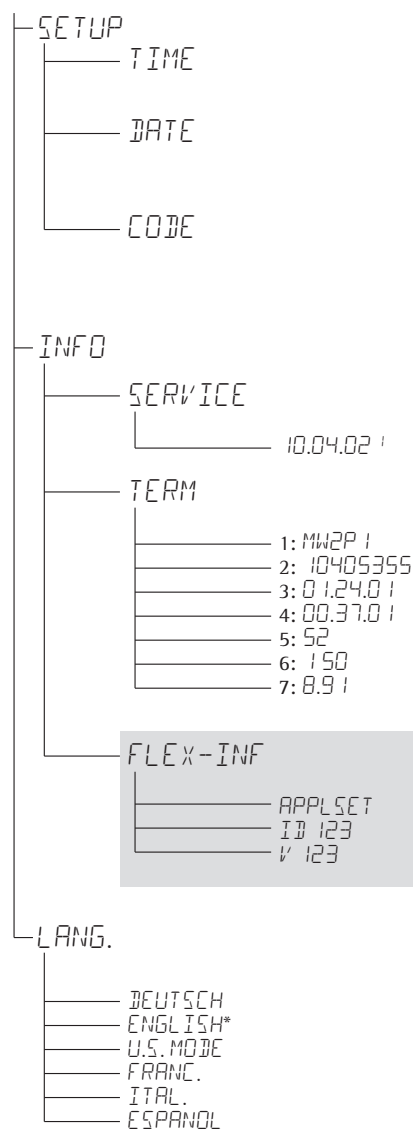 SETUP
TIME
DATE
CODE
INFO
SERVICE
10.04.02 ¹
TERM
1: MW2P1
2: 10405355
3: 01.24.01
4: 00.37.01
5: S2
6: 150
7: 8.91
FLEX-INF
APPLSET
ID 123
V 123
LANG.
DEUTSCH
ENGLISH*
U.S. MODE
FRANC.
ITAL.
ESPANOL